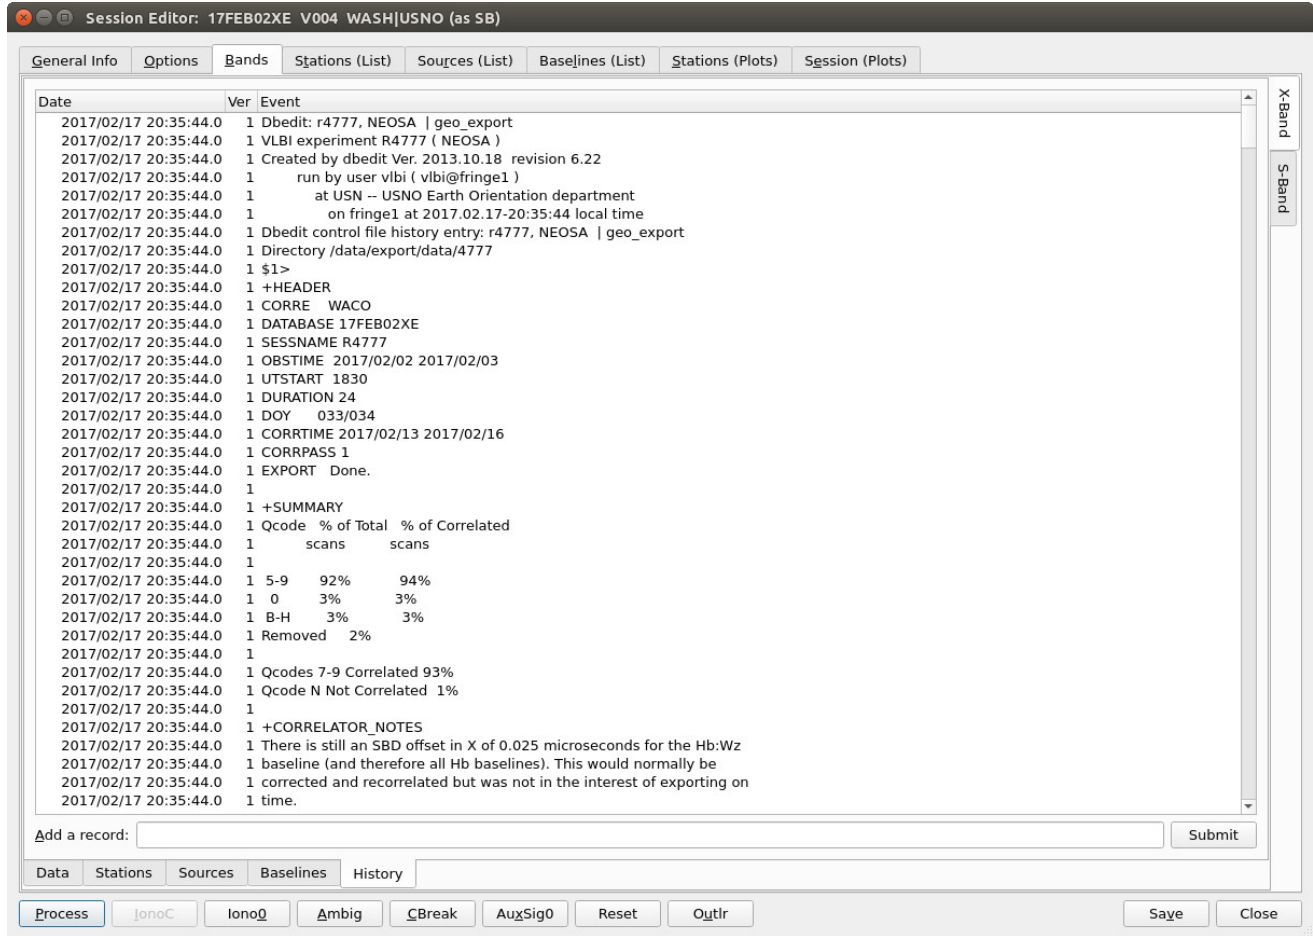 Session Editor: 17FEB02XE V004 WASH|USNO (as SB)
General Info Options Bands Stations (List) Sources (List) Baselines (List) Stations (Plots) Session (Plots)
Date Ver Event
2017/02/17 20:35:44.0 1 Dbedit: r4777, NEOSA | geo_export
2017/02/17 20:35:44.0 1 VLBI experiment R4777 ( NEOSA )
2017/02/17 20:35:44.0 1 Created by dbedit Ver. 2013.10.18 revision 6.22
2017/02/17 20:35:44.0 1 run by user vlbi ( vlbi@fringe1 )
2017/02/17 20:35:44.0 1 at USN -- USNO Earth Orientation department
2017/02/17 20:35:44.0 1 on fringe1 at 2017.02.17-20:35:44 local time
2017/02/17 20:35:44.0 1 Dbedit control file history entry: r4777, NEOSA | geo_export
2017/02/17 20:35:44.0 1 Directory /data/export/data/4777
2017/02/17 20:35:44.0 1 $1>
2017/02/17 20:35:44.0 1 +HEADER
2017/02/17 20:35:44.0 1 CORRE WACO
2017/02/17 20:35:44.0 1 DATABASE 17FEB02XE
2017/02/17 20:35:44.0 1 SESSNAME R4777
2017/02/17 20:35:44.0 1 OBSTIME 2017/02/02 2017/02/03
2017/02/17 20:35:44.0 1 UTSTART 1830
2017/02/17 20:35:44.0 1 DURATION 24
2017/02/17 20:35:44.0 1 DOY 033/034
2017/02/17 20:35:44.0 1 CORRTIME 2017/02/13 2017/02/16
2017/02/17 20:35:44.0 1 CORRPASS 1
2017/02/17 20:35:44.0 1 EXPORT Done.
2017/02/17 20:35:44.0 1
2017/02/17 20:35:44.0 1 +SUMMARY
2017/02/17 20:35:44.0 1 Qcode % of Total % of Correlated
2017/02/17 20:35:44.0 1 scans scans
2017/02/17 20:35:44.0 1
2017/02/17 20:35:44.0 1 5-9 92% 94%
2017/02/17 20:35:44.0 1 0 3% 3%
2017/02/17 20:35:44.0 1 B-H 3% 3%
2017/02/17 20:35:44.0 1 Removed 2%
2017/02/17 20:35:44.0 1
2017/02/17 20:35:44.0 1 Qcodes 7-9 Correlated 93%
2017/02/17 20:35:44.0 1 Qcode N Not Correlated 1%
2017/02/17 20:35:44.0 1
2017/02/17 20:35:44.0 1 +CORRELATOR_NOTES
2017/02/17 20:35:44.0 1 There is still an SBD offset in X of 0.025 microseconds for the Hb:Wz
2017/02/17 20:35:44.0 1 baseline (and therefore all Hb baselines). This would normally be
2017/02/17 20:35:44.0 1 corrected and recorrelated but was not in the interest of exporting on
2017/02/17 20:35:44.0 1 time.
X-Band
S-Band
Add a record: Submit
Data Stations Sources Baselines History
Process IonoC Iono0 Ambig CBreak AuxSig0 Reset Outlr Save Close